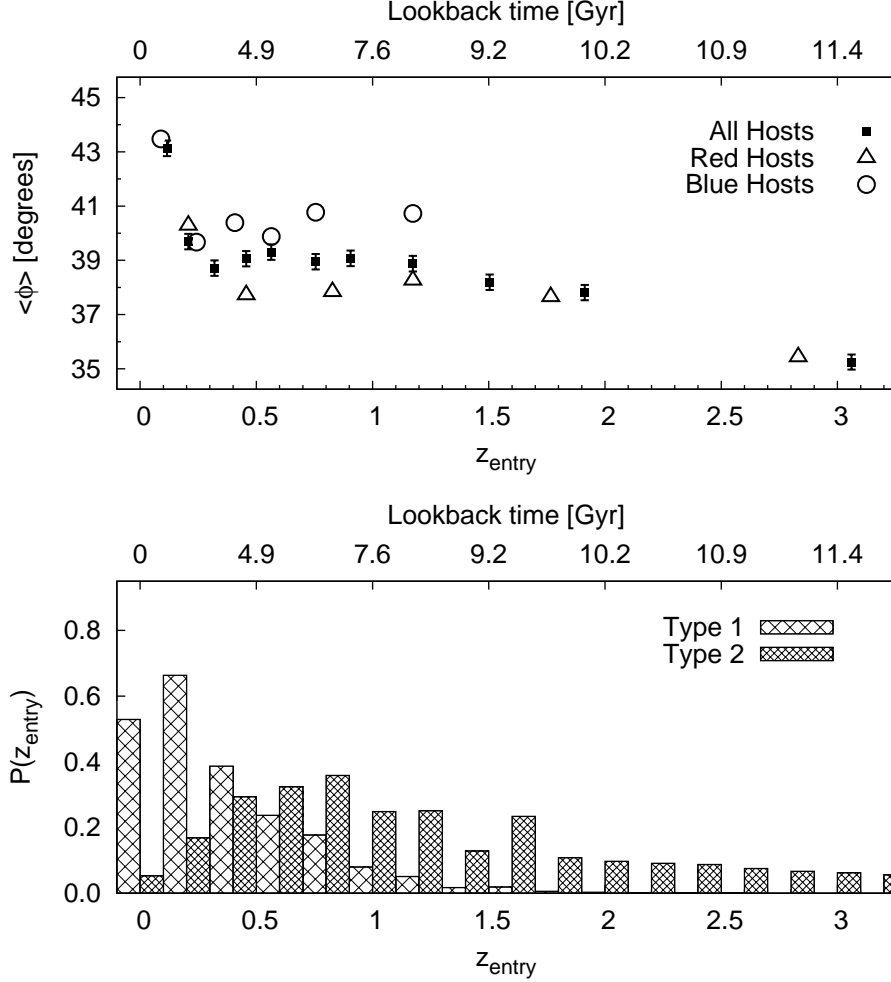 Lookback time [Gyr]
0 4.9 7.6 9.2 10.2 10.9 11.4
45
43
41
39
37
35
<ϕ> [degrees]
All Hosts
Red Hosts
Blue Hosts
0 0.5 1 1.5 2 2.5 3
z_entry
Lookback time [Gyr]
0 4.9 7.6 9.2 10.2 10.9 11.4
0.8
0.6
0.4
0.2
0.0
P(z_entry)
Type 1
Type 2
0 0.5 1 1.5 2 2.5 3
z_entry